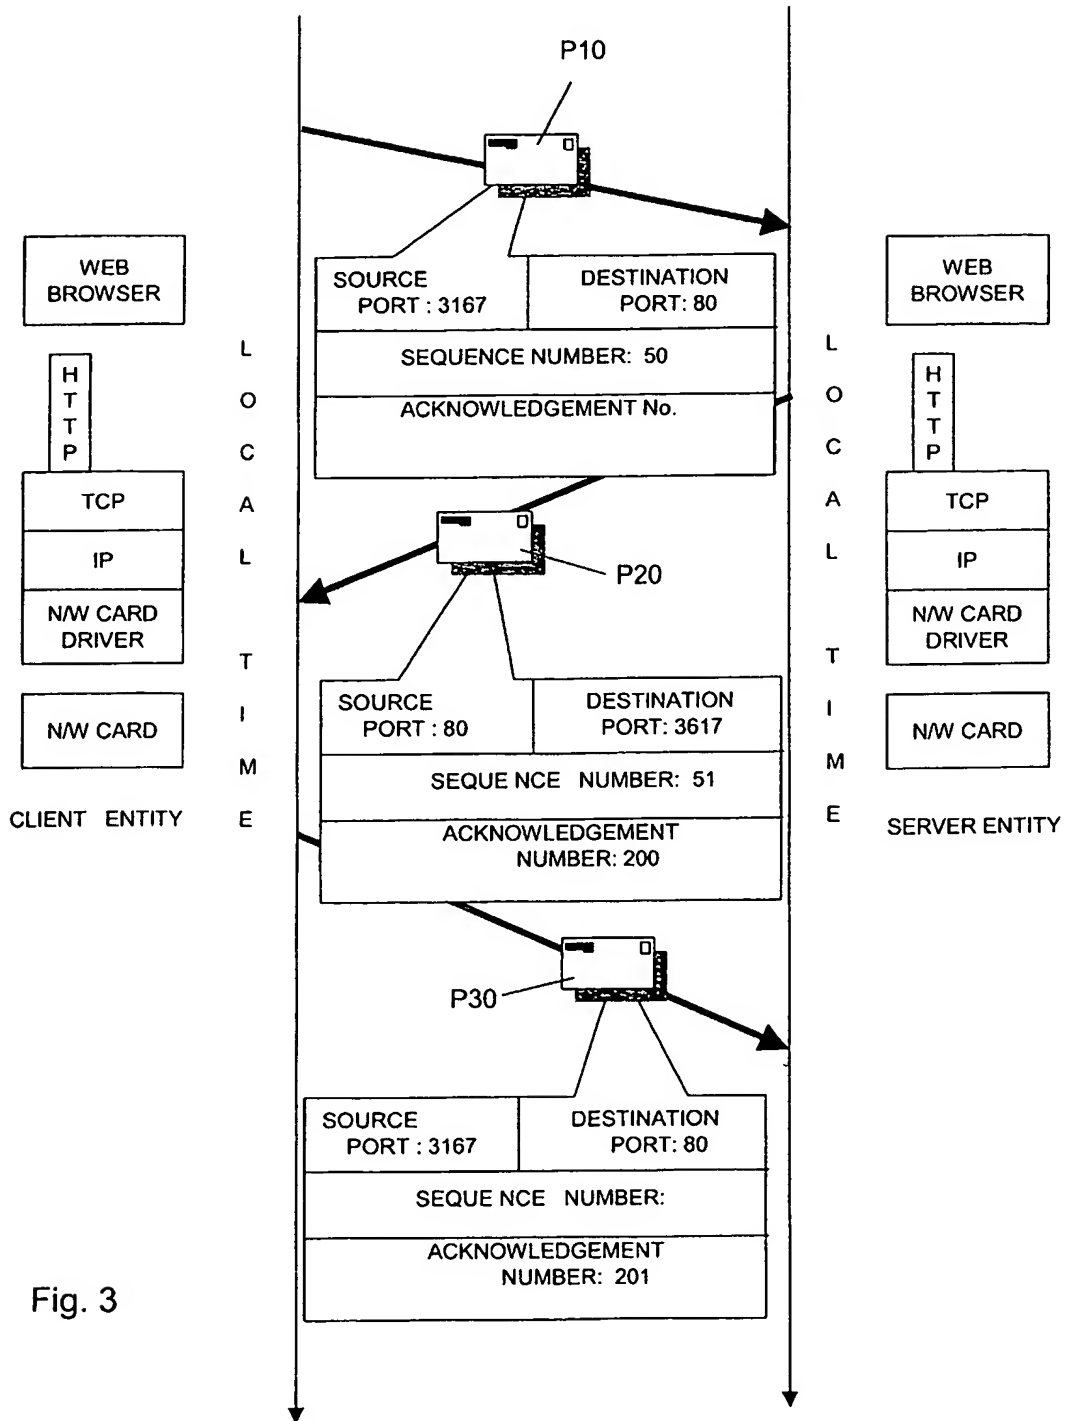 P10
WEB
BROWSER
H
T
T
P
TCP
IP
N/W CARD
DRIVER
N/W CARD
CLIENT ENTITY
L
O
C
A
L
T
I
M
E
SOURCE
PORT : 3167
DESTINATION
PORT: 80
SEQUENCE NUMBER: 50
ACKNOWLEDGEMENT No.
P20
SOURCE
PORT : 80
DESTINATION
PORT: 3617
SEQUE NCE NUMBER: 51
ACKNOWLEDGEMENT
NUMBER: 200
P30
SOURCE
PORT : 3167
DESTINATION
PORT: 80
SEQUE NCE NUMBER:
ACKNOWLEDGEMENT
NUMBER: 201
L
O
C
A
L
T
I
M
E
WEB
BROWSER
H
T
T
P
TCP
IP
N/W CARD
DRIVER
N/W CARD
SERVER ENTITY
Fig. 3